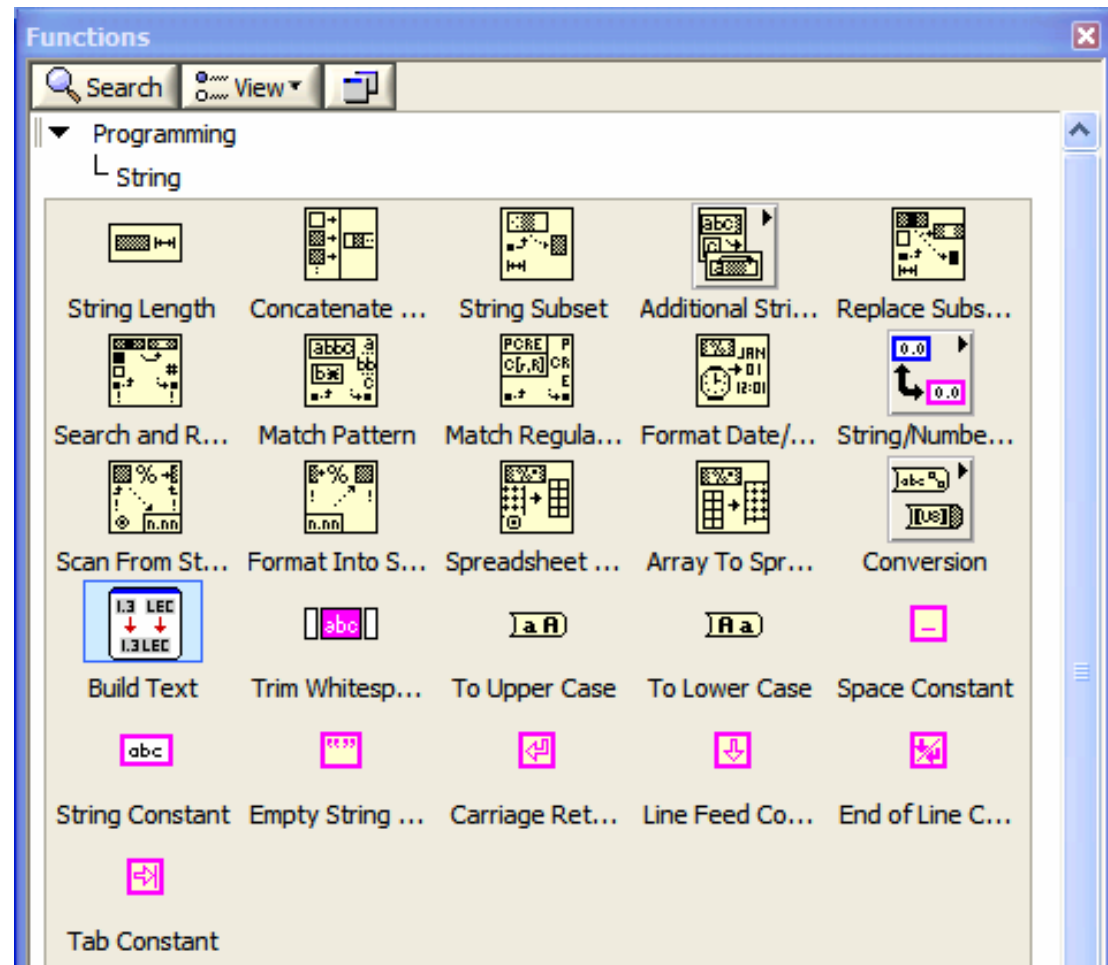 Functions
Search View
Programming
String
String Length Concatenate ... String Subset Additional Stri... Replace Subs...
Search and R... Match Pattern Match Regula... Format Date/... String/Numbe...
Scan From St... Format Into S... Spreadsheet ... Array To Spr... Conversion
Build Text Trim Whitesp... To Upper Case To Lower Case Space Constant
String Constant Empty String ... Carriage Ret... Line Feed Co... End of Line C...
Tab Constant